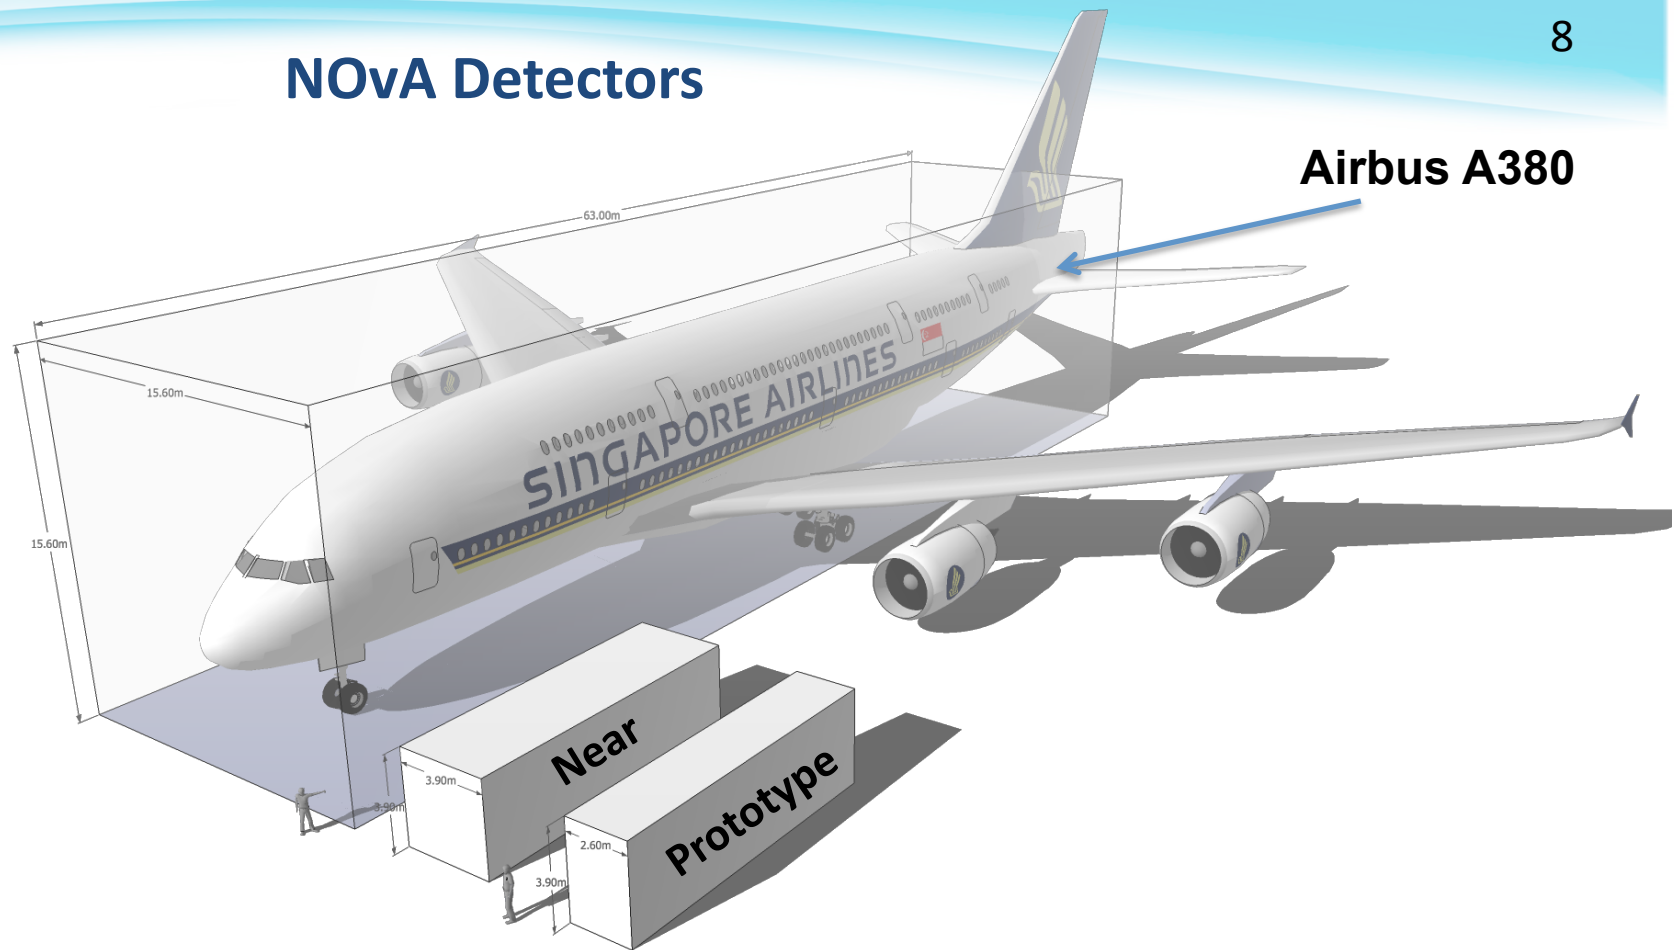 8
NOvA Detectors
Airbus A380
63.00m
15.60m
15.60m
SINGAPORE AIRLINES
Near
3.90m
3.90m
Prototype
2.60m
3.90m